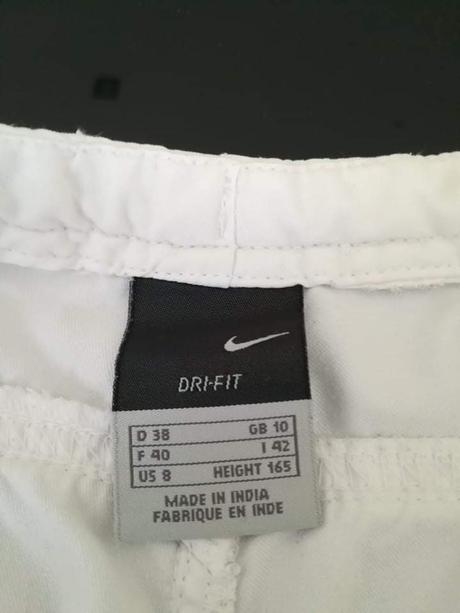 DRI-FIT
D 38 GB 10
F 40 I 42
US 8 HEIGHT 165
MADE IN INDIA
FABRIQUE EN INDE